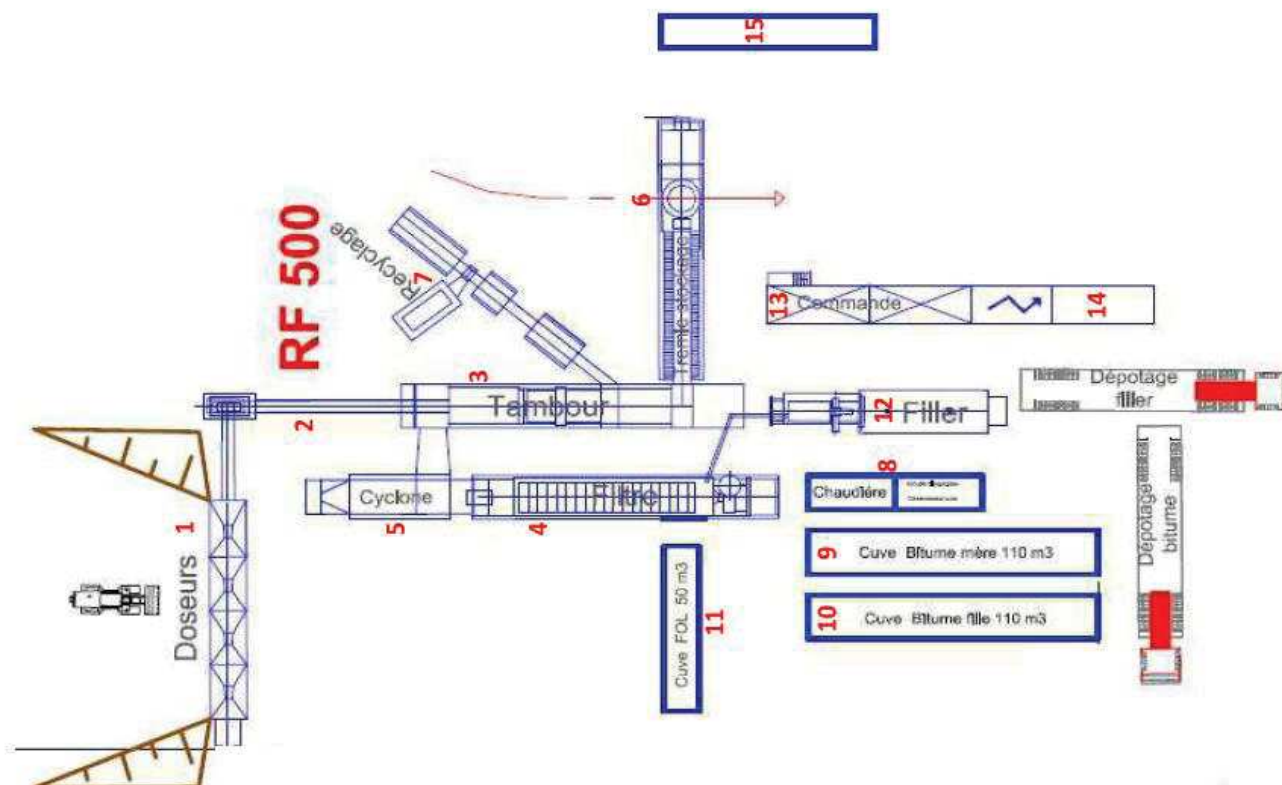 15
RF 500
Recyclage
7
6
Tremie stockage
13
Commande
14
3
Tambour
2
12
Filler
Dépotage
filler
Doseurs
1
Cyclone
5
Filtre
4
8
Chaudière
9
Cuve Bitume mère 110 m3
10
Cuve Bitume fille 110 m3
Cuve FOL 50 m3
11
Dépotage
bitume